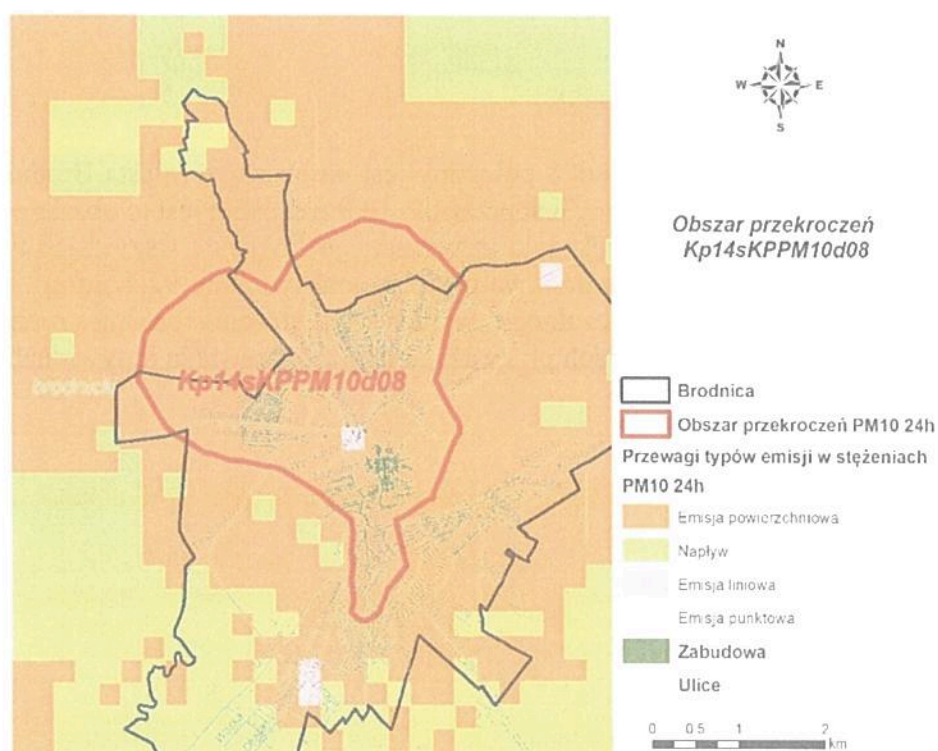 N
W E
S
Obszar przekroczeń
Kp14sKPPM10d08
brodnicki
Kp14sKPPM10d08
Brodnica
Obszar przekroczeń PM10 24h
Przewagi typów emisji w stężeniach
PM10 24h
Emisja powierzchniowa
Napływ
Emisja liniowa
Emisja punktowa
Zabudowa
Ulice
0 0.5 1 2
km